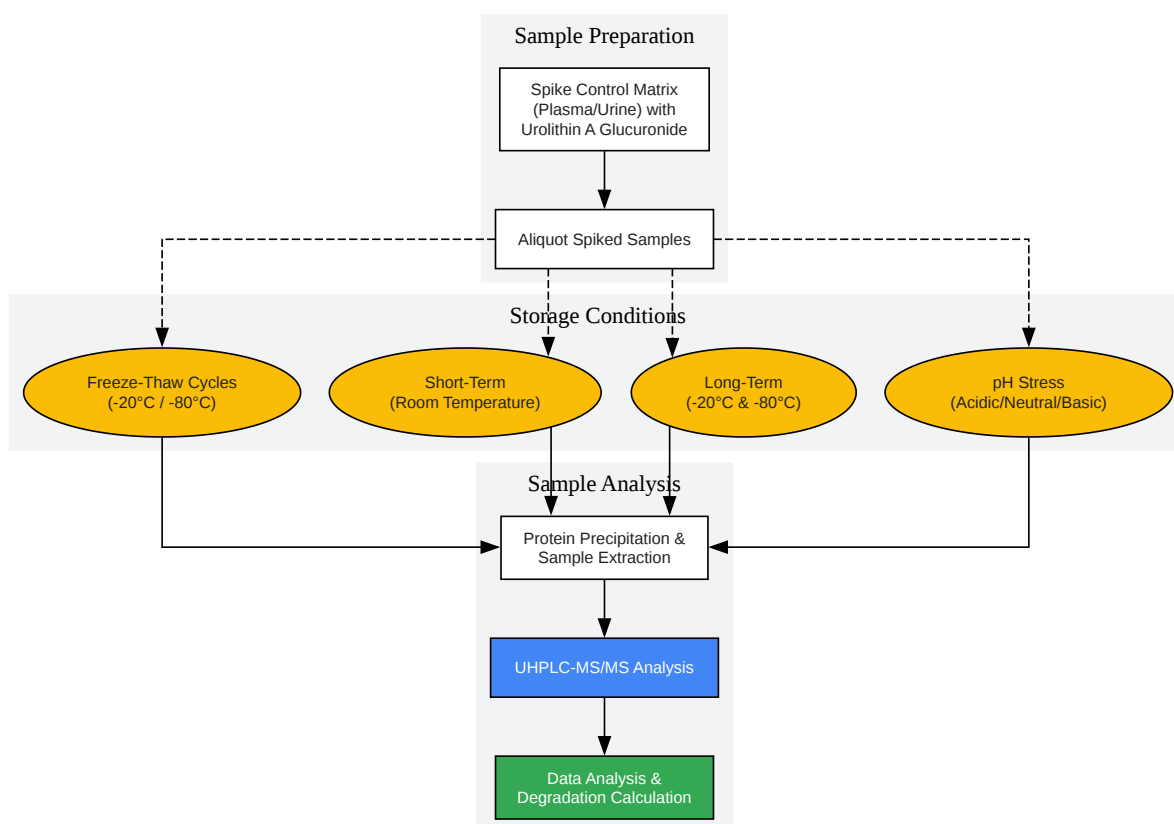 Sample Preparation
Spike Control Matrix
(Plasma/Urine) with
Urolithin A Glucuronide
Aliquot Spiked Samples
Storage Conditions
Freeze-Thaw Cycles
(-20°C / -80°C)
Short-Term
(Room Temperature)
Long-Term
(-20°C & -80°C)
pH Stress
(Acidic/Neutral/Basic)
Sample Analysis
Protein Precipitation &
Sample Extraction
UHPLC-MS/MS Analysis
Data Analysis &
Degradation Calculation